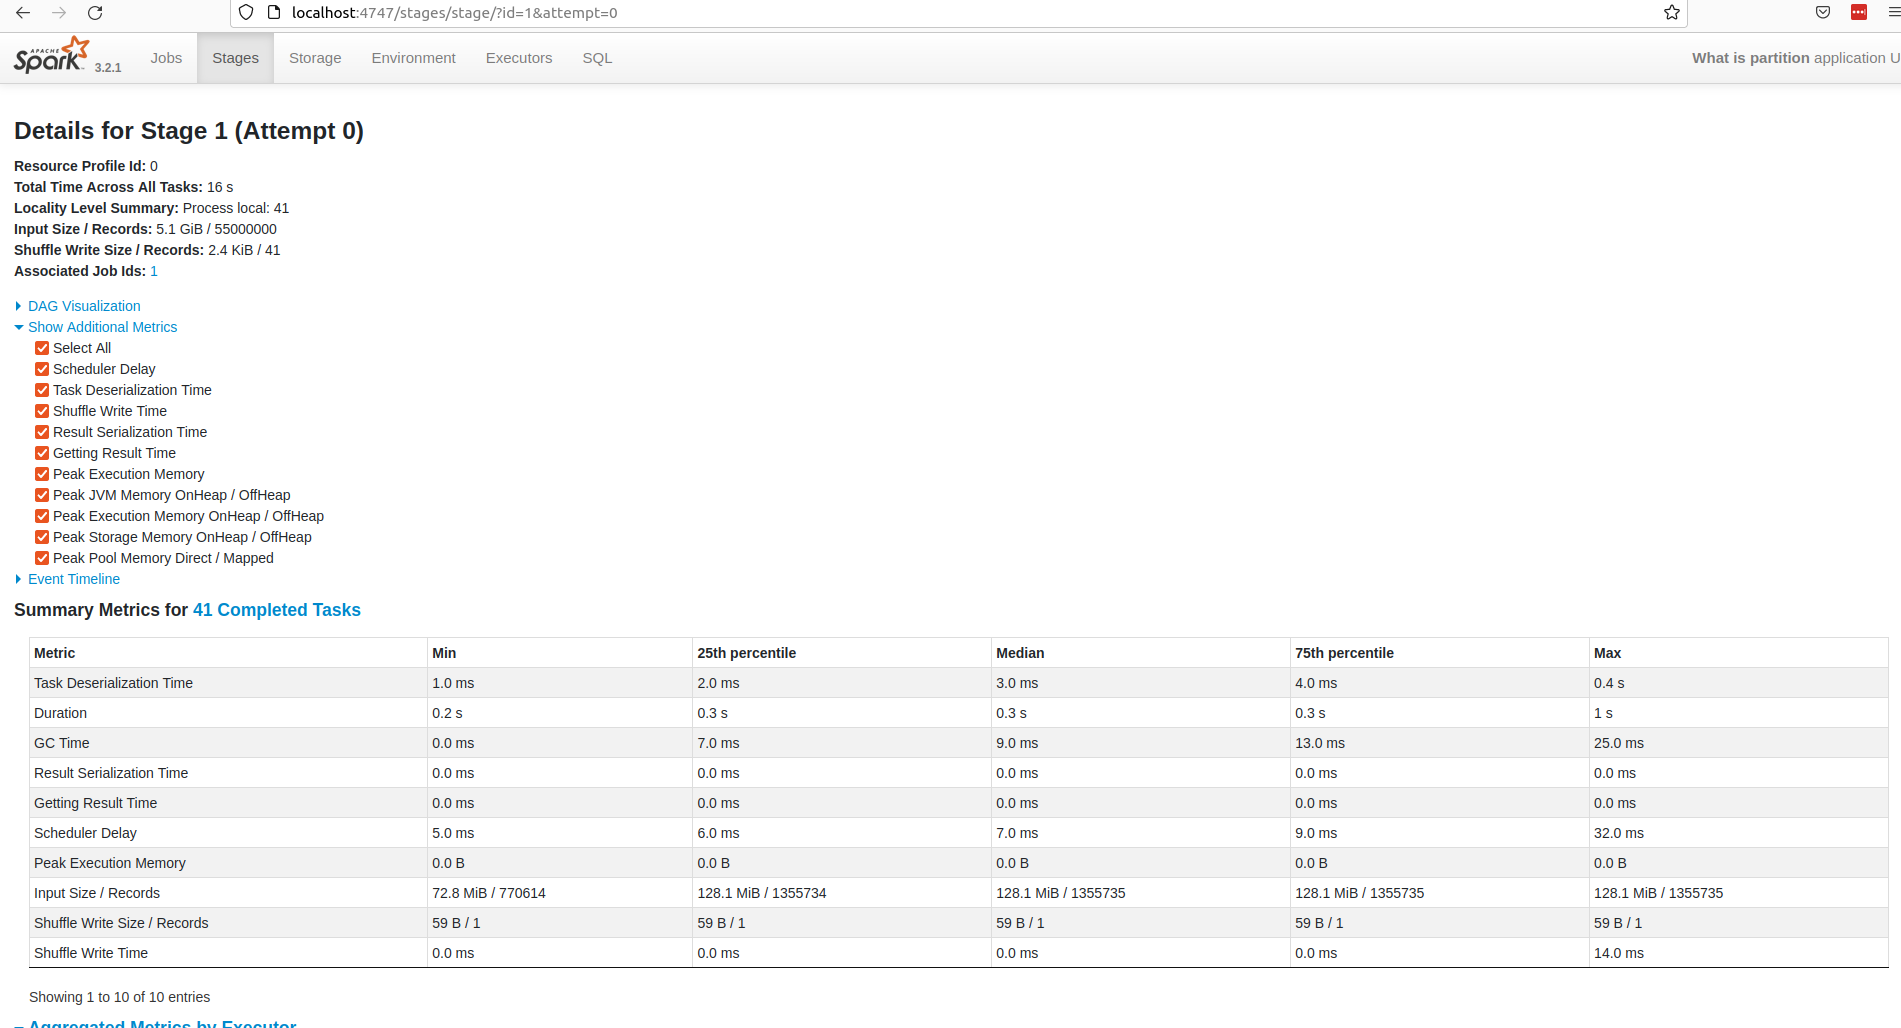 localhost:4747/stages/stage/?id=1&attempt=0
APACHE Spark 3.2.1 Jobs Stages Storage Environment Executors SQL What is partition application U
Details for Stage 1 (Attempt 0)
Resource Profile Id: 0
Total Time Across All Tasks: 16 s
Locality Level Summary: Process local: 41
Input Size / Records: 5.1 GiB / 55000000
Shuffle Write Size / Records: 2.4 KiB / 41
Associated Job Ids: 1
DAG Visualization
Show Additional Metrics
Select All
Scheduler Delay
Task Deserialization Time
Shuffle Write Time
Result Serialization Time
Getting Result Time
Peak Execution Memory
Peak JVM Memory OnHeap / OffHeap
Peak Execution Memory OnHeap / OffHeap
Peak Storage Memory OnHeap / OffHeap
Peak Pool Memory Direct / Mapped
Event Timeline
Summary Metrics for 41 Completed Tasks
Metric Min 25th percentile Median 75th percentile Max
Task Deserialization Time 1.0 ms 2.0 ms 3.0 ms 4.0 ms 0.4 s
Duration 0.2 s 0.3 s 0.3 s 0.3 s 1 s
GC Time 0.0 ms 7.0 ms 9.0 ms 13.0 ms 25.0 ms
Result Serialization Time 0.0 ms 0.0 ms 0.0 ms 0.0 ms 0.0 ms
Getting Result Time 0.0 ms 0.0 ms 0.0 ms 0.0 ms 0.0 ms
Scheduler Delay 5.0 ms 6.0 ms 7.0 ms 9.0 ms 32.0 ms
Peak Execution Memory 0.0 B 0.0 B 0.0 B 0.0 B 0.0 B
Input Size / Records 72.8 MiB / 770614 128.1 MiB / 1355734 128.1 MiB / 1355735 128.1 MiB / 1355735 128.1 MiB / 1355735
Shuffle Write Size / Records 59 B / 1 59 B / 1 59 B / 1 59 B / 1 59 B / 1
Shuffle Write Time 0.0 ms 0.0 ms 0.0 ms 0.0 ms 14.0 ms
Showing 1 to 10 of 10 entries
Aggregated Metrics by Executor